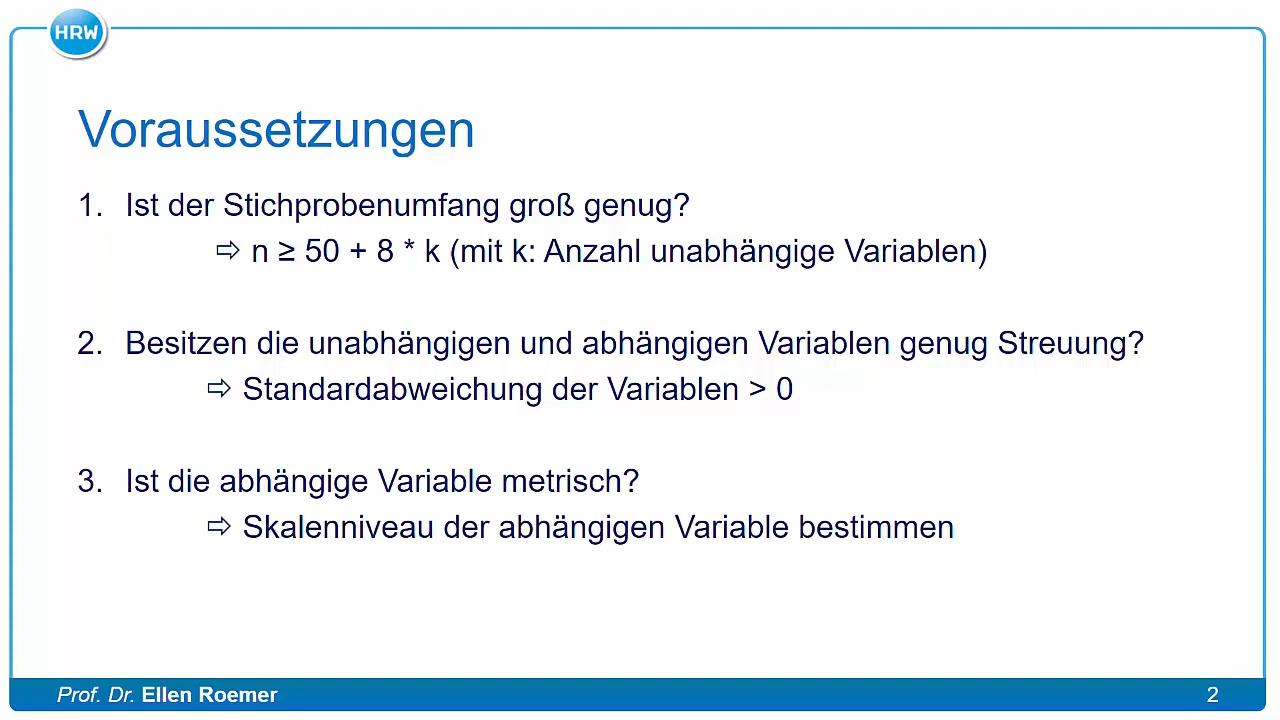 HRW
Voraussetzungen
1. Ist der Stichprobenumfang groß genug?
⇨ n ≥ 50 + 8 * k (mit k: Anzahl unabhängige Variablen)
2. Besitzen die unabhängigen und abhängigen Variablen genug Streuung?
⇨ Standardabweichung der Variablen > 0
3. Ist die abhängige Variable metrisch?
⇨ Skalenniveau der abhängigen Variable bestimmen
Prof. Dr. Ellen Roemer 2